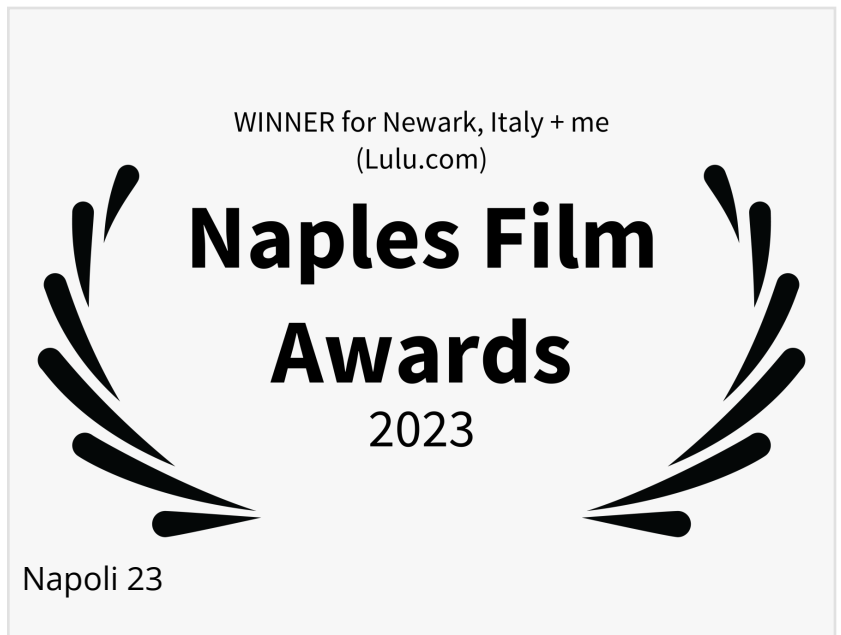 WINNER for Newark, Italy + me
(Lulu.com)
Naples Film
Awards
2023
Napoli 23